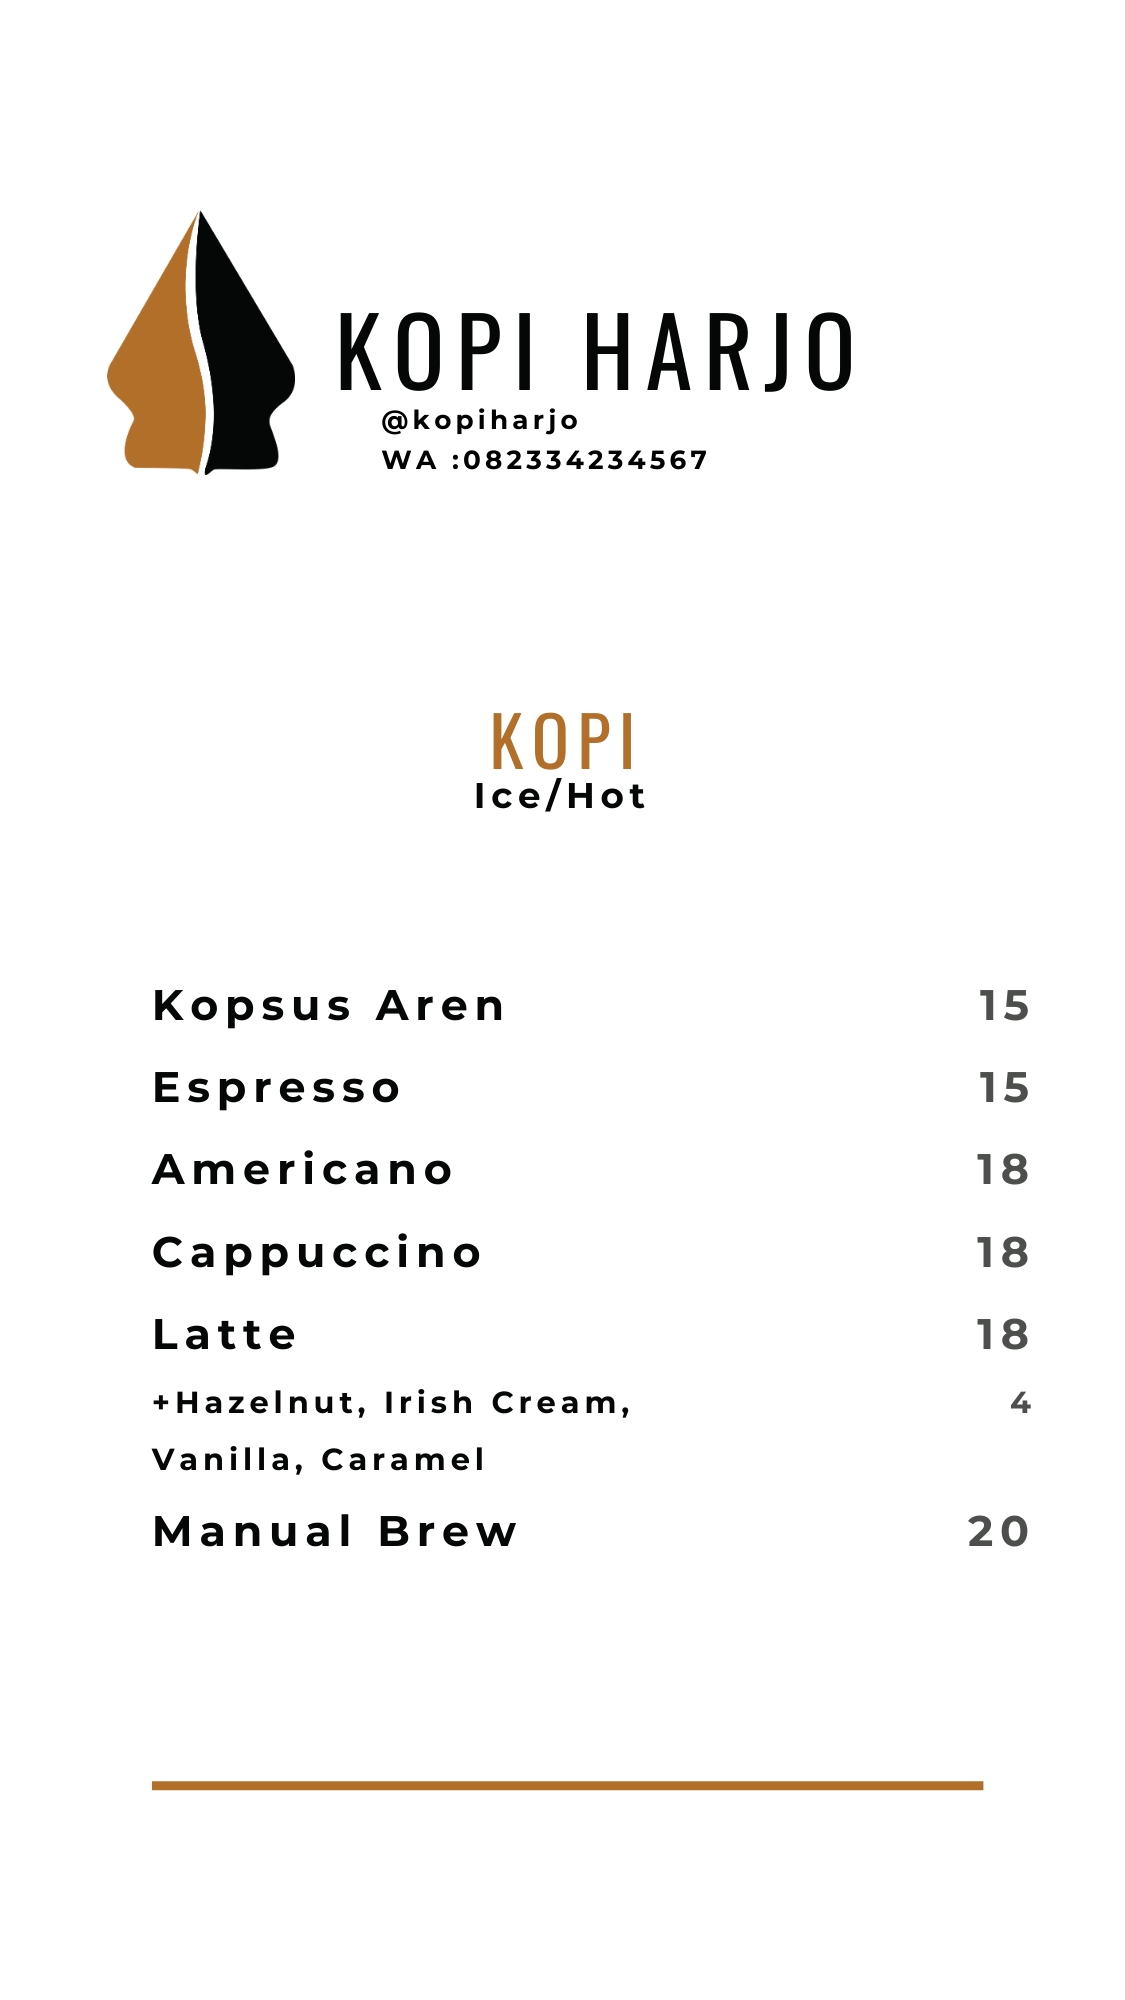 KOPI HARJO
@kopiharjo
WA :082334234567
KOPI
Ice/Hot
Kopsus Aren 15
Espresso 15
Americano 18
Cappuccino 18
Latte 18
+Hazelnut, Irish Cream, 4
Vanilla, Caramel
Manual Brew 20